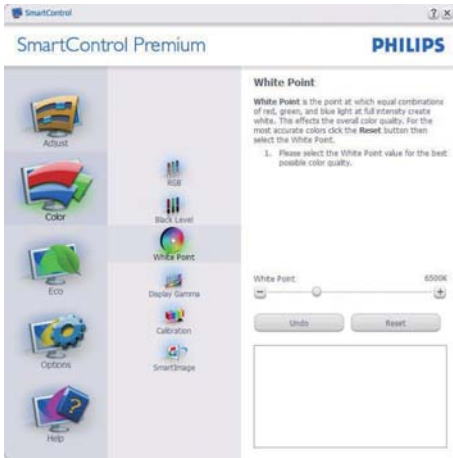 SmartControl
SmartControl Premium
PHILIPS
Adjust
Color
Eco
Options
Help
RGB
Black Level
White Point
Display Gamma
Calibration
SmartImage
White Point
White Point is the point at which equal combinations
of red, green, and blue light at full intensity create
white. This effects the overall color quality. For the
most accurate colors click the Reset button then
select the White Point.
1. Please select the White Point value for the best
possible color quality.
White Point 6500K
Undo Reset